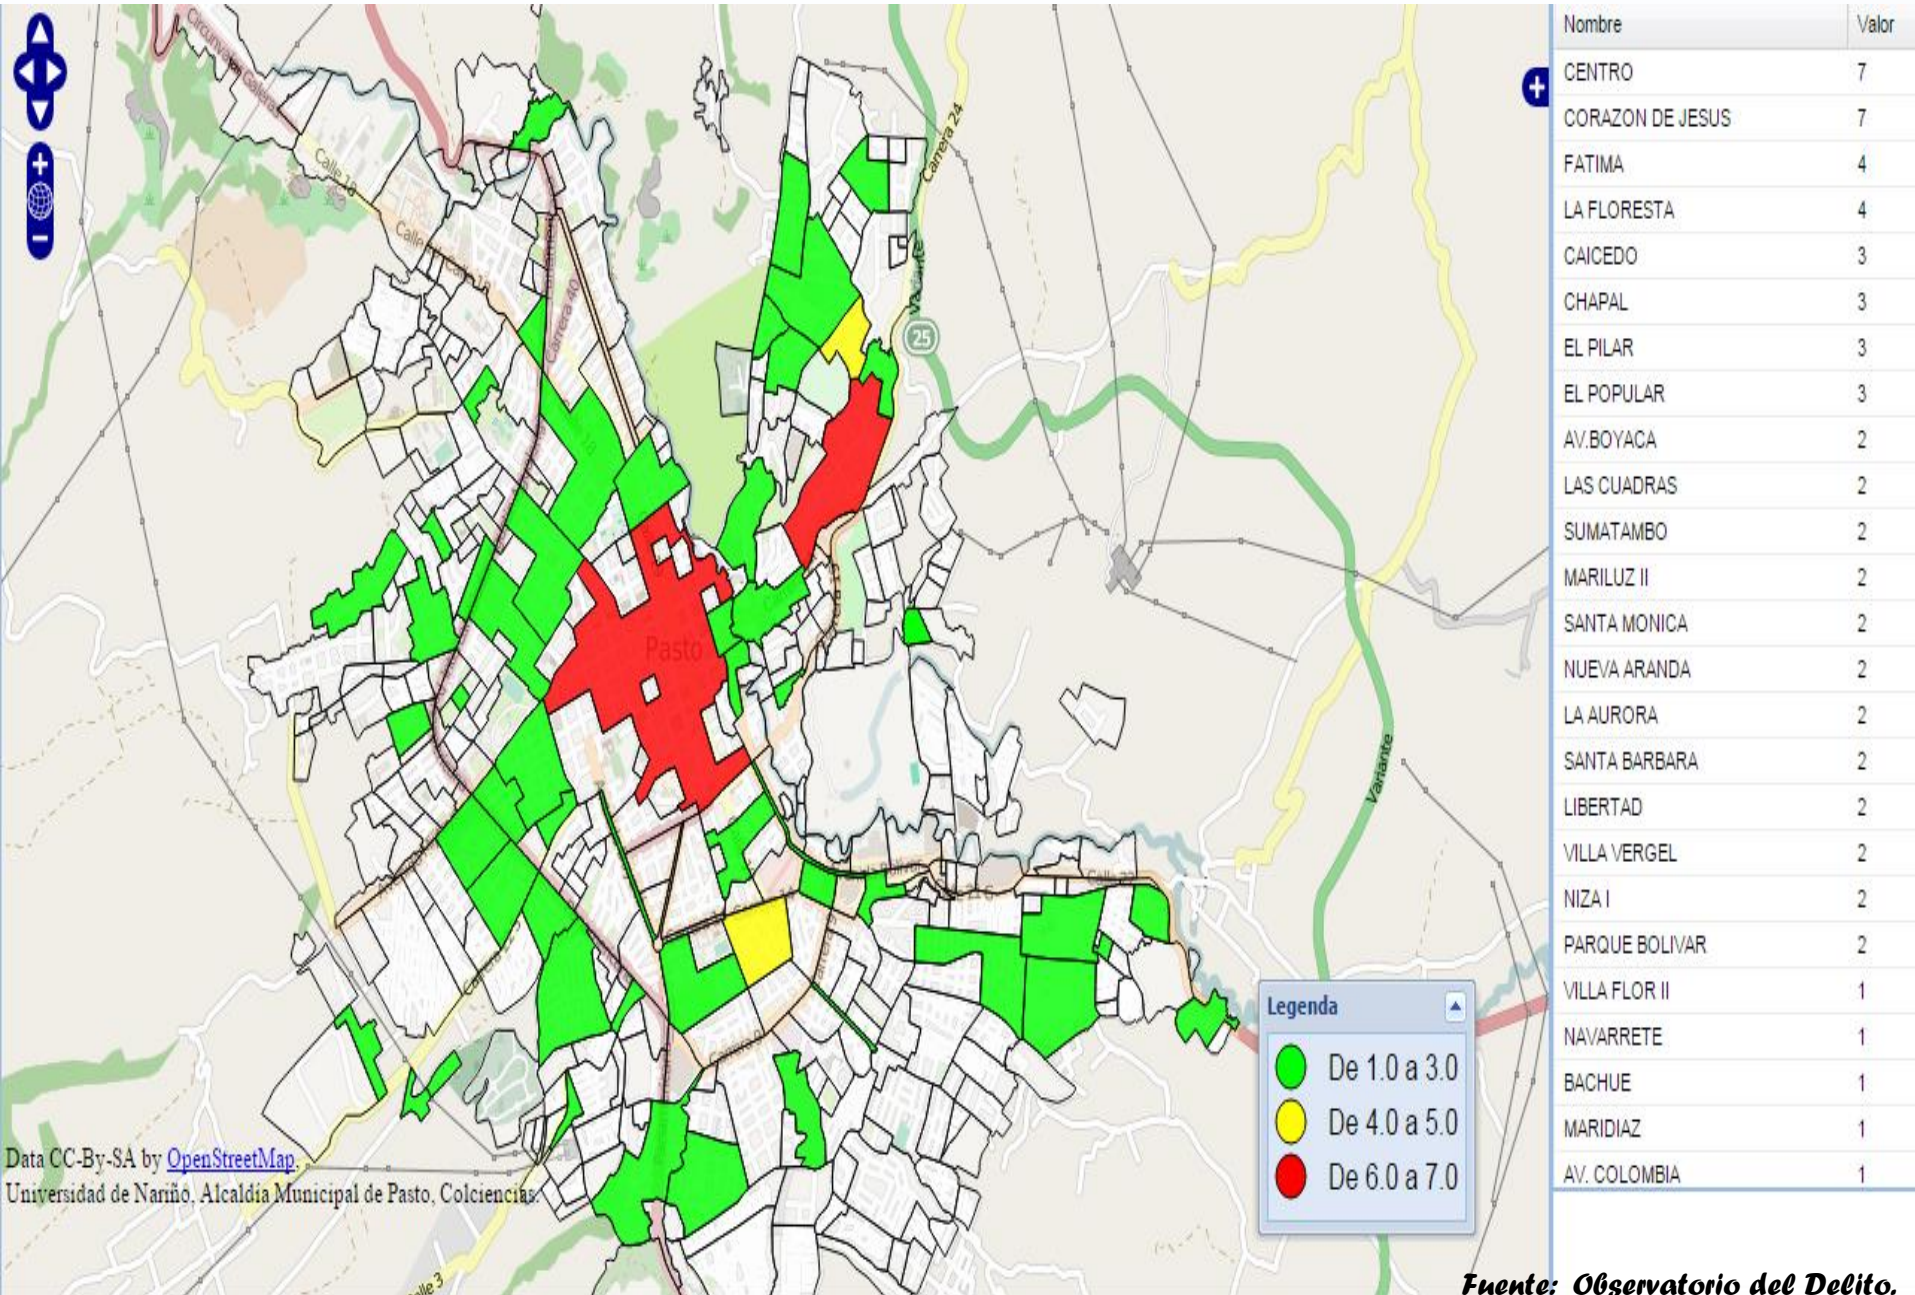 Nombre Valor
CENTRO 7
CORAZON DE JESUS 7
FATIMA 4
LA FLORESTA 4
CAICEDO 3
CHAPAL 3
EL PILAR 3
EL POPULAR 3
AV.BOYACA 2
LAS CUADRAS 2
SUMATAMBO 2
MARILUZ II 2
SANTA MONICA 2
NUEVA ARANDA 2
LA AURORA 2
SANTA BARBARA 2
LIBERTAD 2
VILLA VERGEL 2
NIZA I 2
PARQUE BOLIVAR 2
VILLA FLOR II 1
NAVARRETE 1
BACHUE 1
MARIDIAZ 1
AV. COLOMBIA 1
Calle 18
Carrera 24
Variante
25
Carrera 40
Pasto
Variante
Legenda
De 1.0 a 3.0
De 4.0 a 5.0
De 6.0 a 7.0
Data CC-By-SA by OpenStreetMap,
Universidad de Nariño, Alcaldía Municipal de Pasto, Colciencias.
Fuente: Observatorio del Delito.